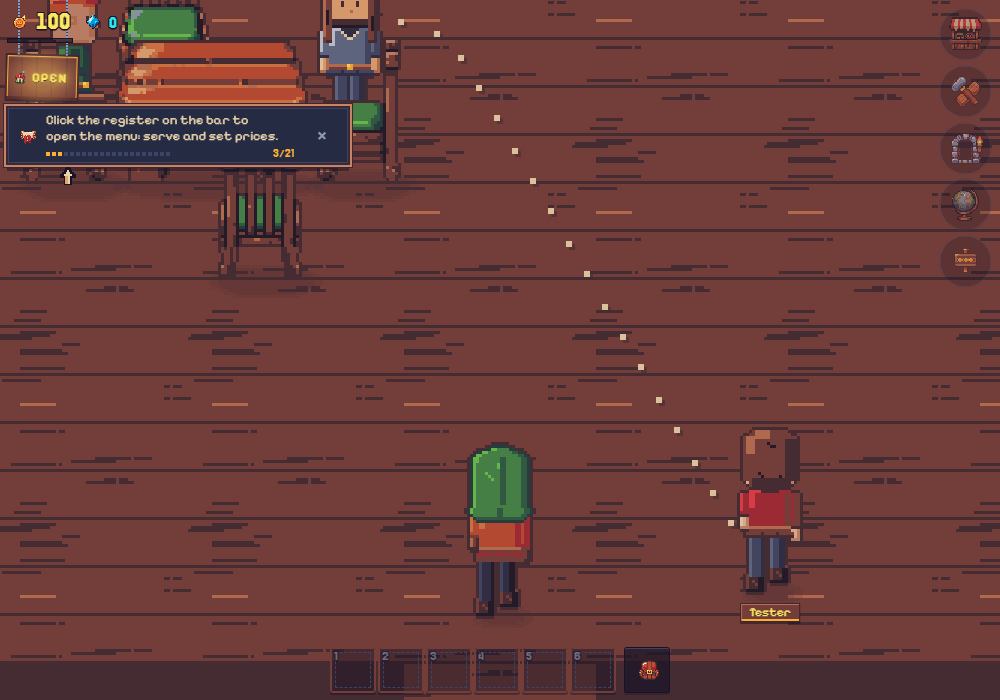 100
0
OPEN
Click the register on the bar to
open the menu: serve and set prices.
3/21
Tester
1 2 3 4 5 6